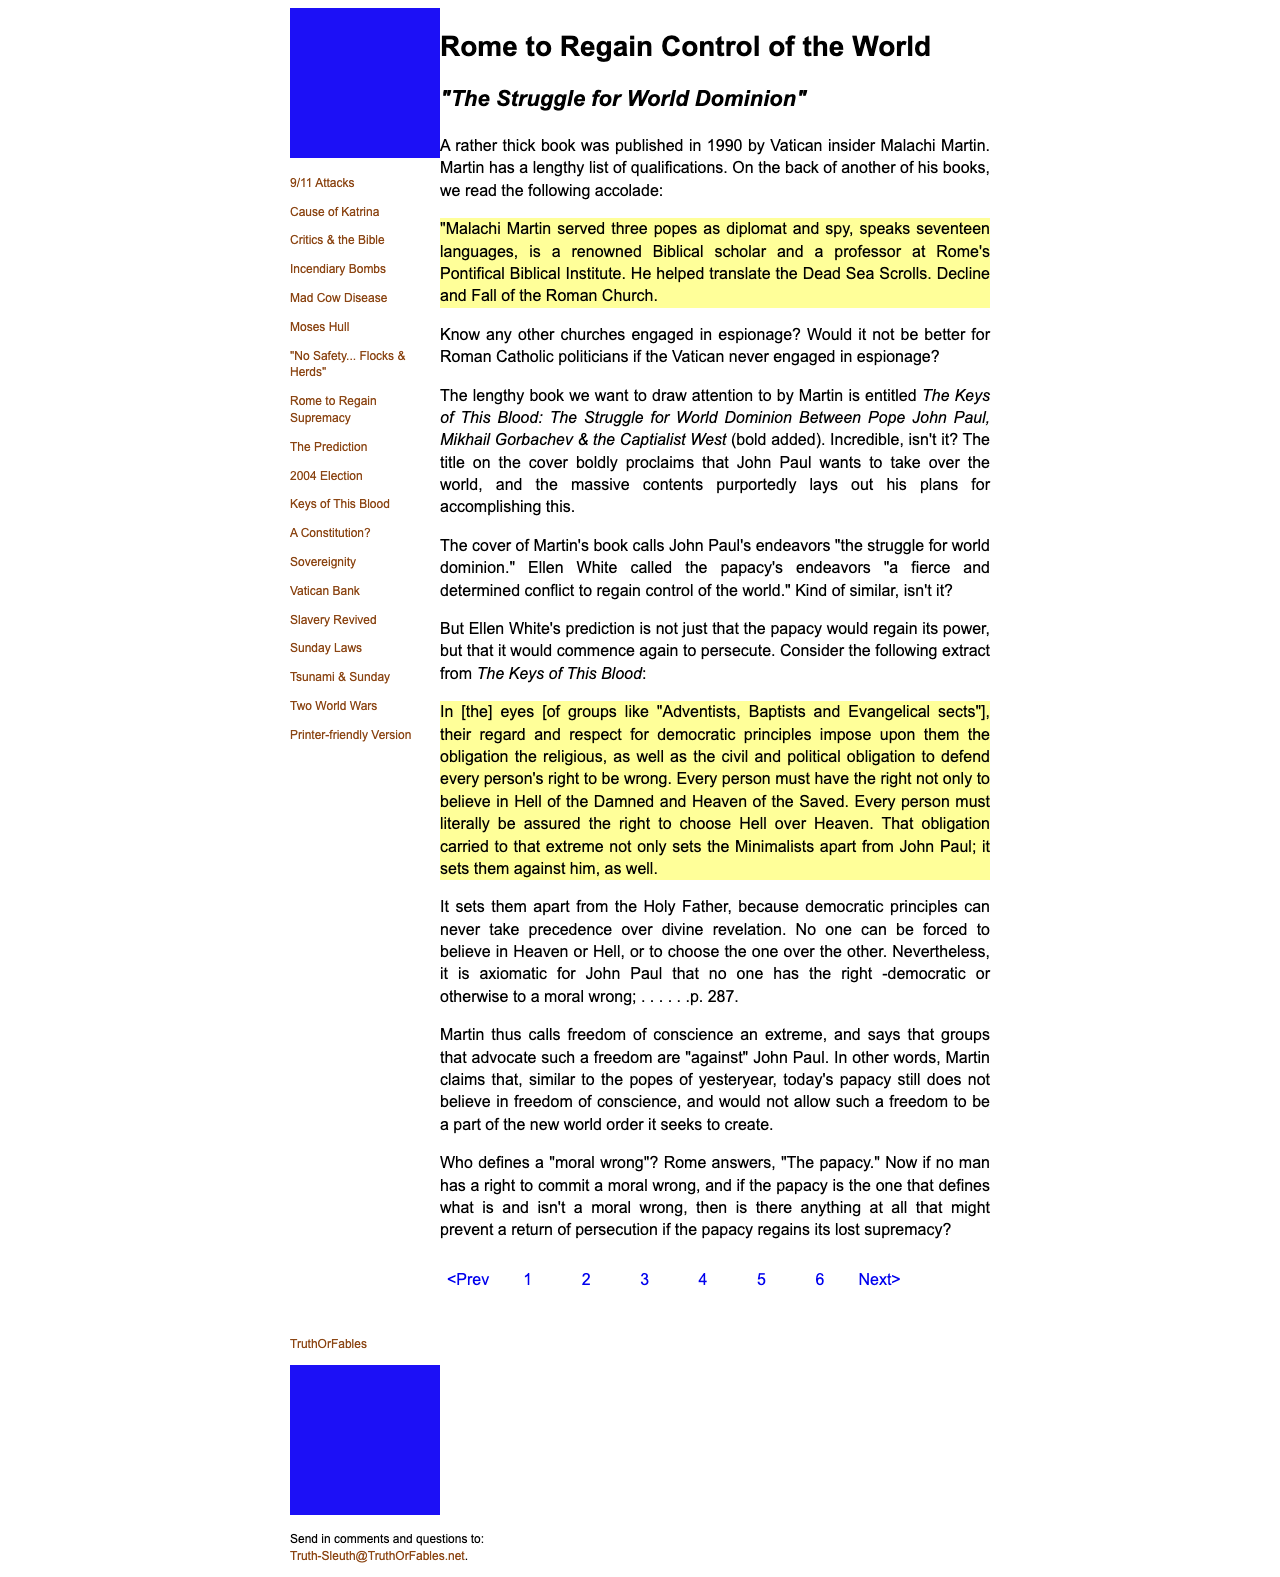 Rome to Regain Control of the World
"The Struggle for World Dominion"
A rather thick book was published in 1990 by Vatican insider Malachi Martin.
Martin has a lengthy list of qualifications. On the back of another of his books,
we read the following accolade:
"Malachi Martin served three popes as diplomat and spy, speaks seventeen
languages, is a renowned Biblical scholar and a professor at Rome's
Pontifical Biblical Institute. He helped translate the Dead Sea Scrolls. Decline
and Fall of the Roman Church.
Know any other churches engaged in espionage? Would it not be better for
Roman Catholic politicians if the Vatican never engaged in espionage?
The lengthy book we want to draw attention to by Martin is entitled The Keys
of This Blood: The Struggle for World Dominion Between Pope John Paul,
Mikhail Gorbachev & the Captialist West (bold added). Incredible, isn't it? The
title on the cover boldly proclaims that John Paul wants to take over the
world, and the massive contents purportedly lays out his plans for
accomplishing this.
The cover of Martin's book calls John Paul's endeavors "the struggle for world
dominion." Ellen White called the papacy's endeavors "a fierce and
determined conflict to regain control of the world." Kind of similar, isn't it?
But Ellen White's prediction is not just that the papacy would regain its power,
but that it would commence again to persecute. Consider the following extract
from The Keys of This Blood:
In [the] eyes [of groups like "Adventists, Baptists and Evangelical sects"],
their regard and respect for democratic principles impose upon them the
obligation the religious, as well as the civil and political obligation to defend
every person's right to be wrong. Every person must have the right not only to
believe in Hell of the Damned and Heaven of the Saved. Every person must
literally be assured the right to choose Hell over Heaven. That obligation
carried to that extreme not only sets the Minimalists apart from John Paul; it
sets them against him, as well.
It sets them apart from the Holy Father, because democratic principles can
never take precedence over divine revelation. No one can be forced to
believe in Heaven or Hell, or to choose the one over the other. Nevertheless,
it is axiomatic for John Paul that no one has the right -democratic or
otherwise to a moral wrong; . . . . . .p. 287.
Martin thus calls freedom of conscience an extreme, and says that groups
that advocate such a freedom are "against" John Paul. In other words, Martin
claims that, similar to the popes of yesteryear, today's papacy still does not
believe in freedom of conscience, and would not allow such a freedom to be
a part of the new world order it seeks to create.
Who defines a "moral wrong"? Rome answers, "The papacy." Now if no man
has a right to commit a moral wrong, and if the papacy is the one that defines
what is and isn't a moral wrong, then is there anything at all that might
prevent a return of persecution if the papacy regains its lost supremacy?
<Prev 1 2 3 4 5 6 Next>
9/11 Attacks
Cause of Katrina
Critics & the Bible
Incendiary Bombs
Mad Cow Disease
Moses Hull
"No Safety... Flocks &
Herds"
Rome to Regain
Supremacy
The Prediction
2004 Election
Keys of This Blood
A Constitution?
Sovereignity
Vatican Bank
Slavery Revived
Sunday Laws
Tsunami & Sunday
Two World Wars
Printer-friendly Version
TruthOrFables
Send in comments and questions to:
Truth-Sleuth@TruthOrFables.net.